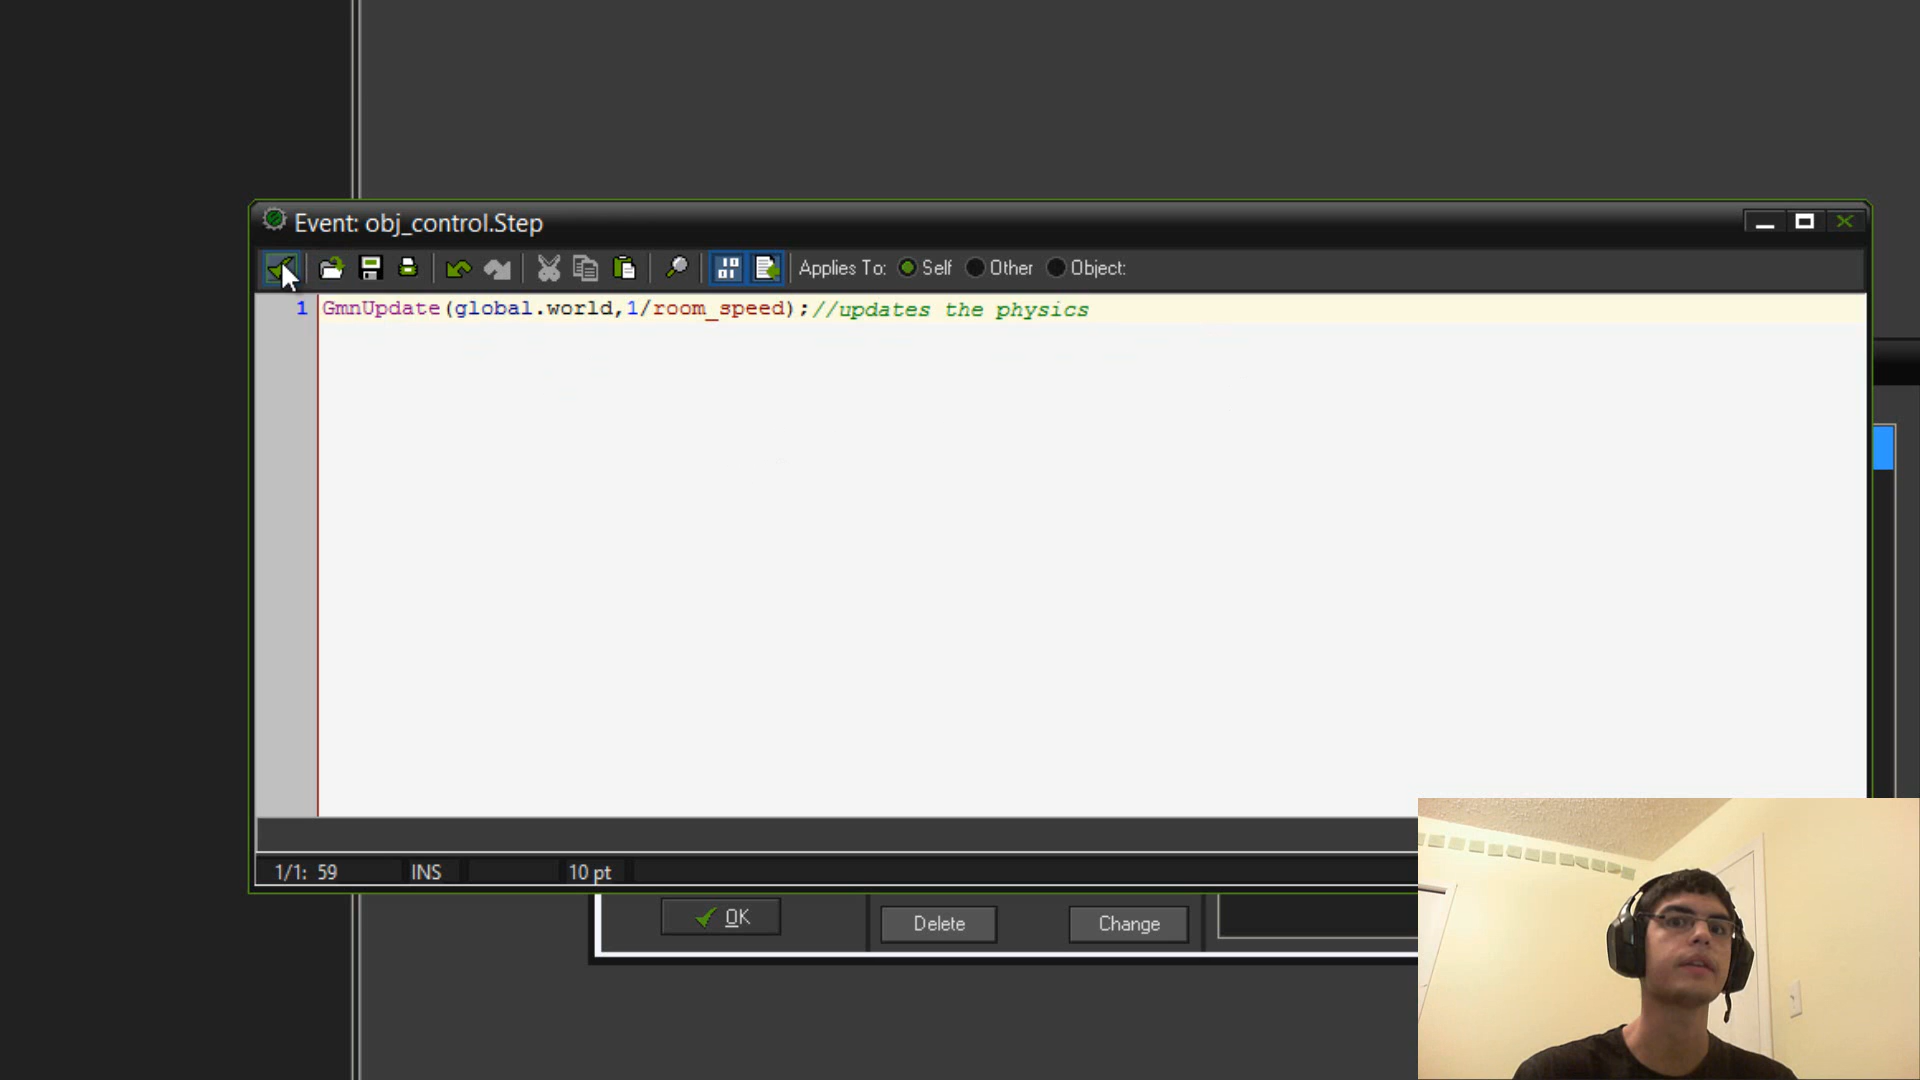 Event: obj_control.Step
Applies To: Self Other Object:
1 GmnUpdate(global.world,1/room_speed);//updates the physics
1/1: 59 INS 10 pt
OK Delete Change